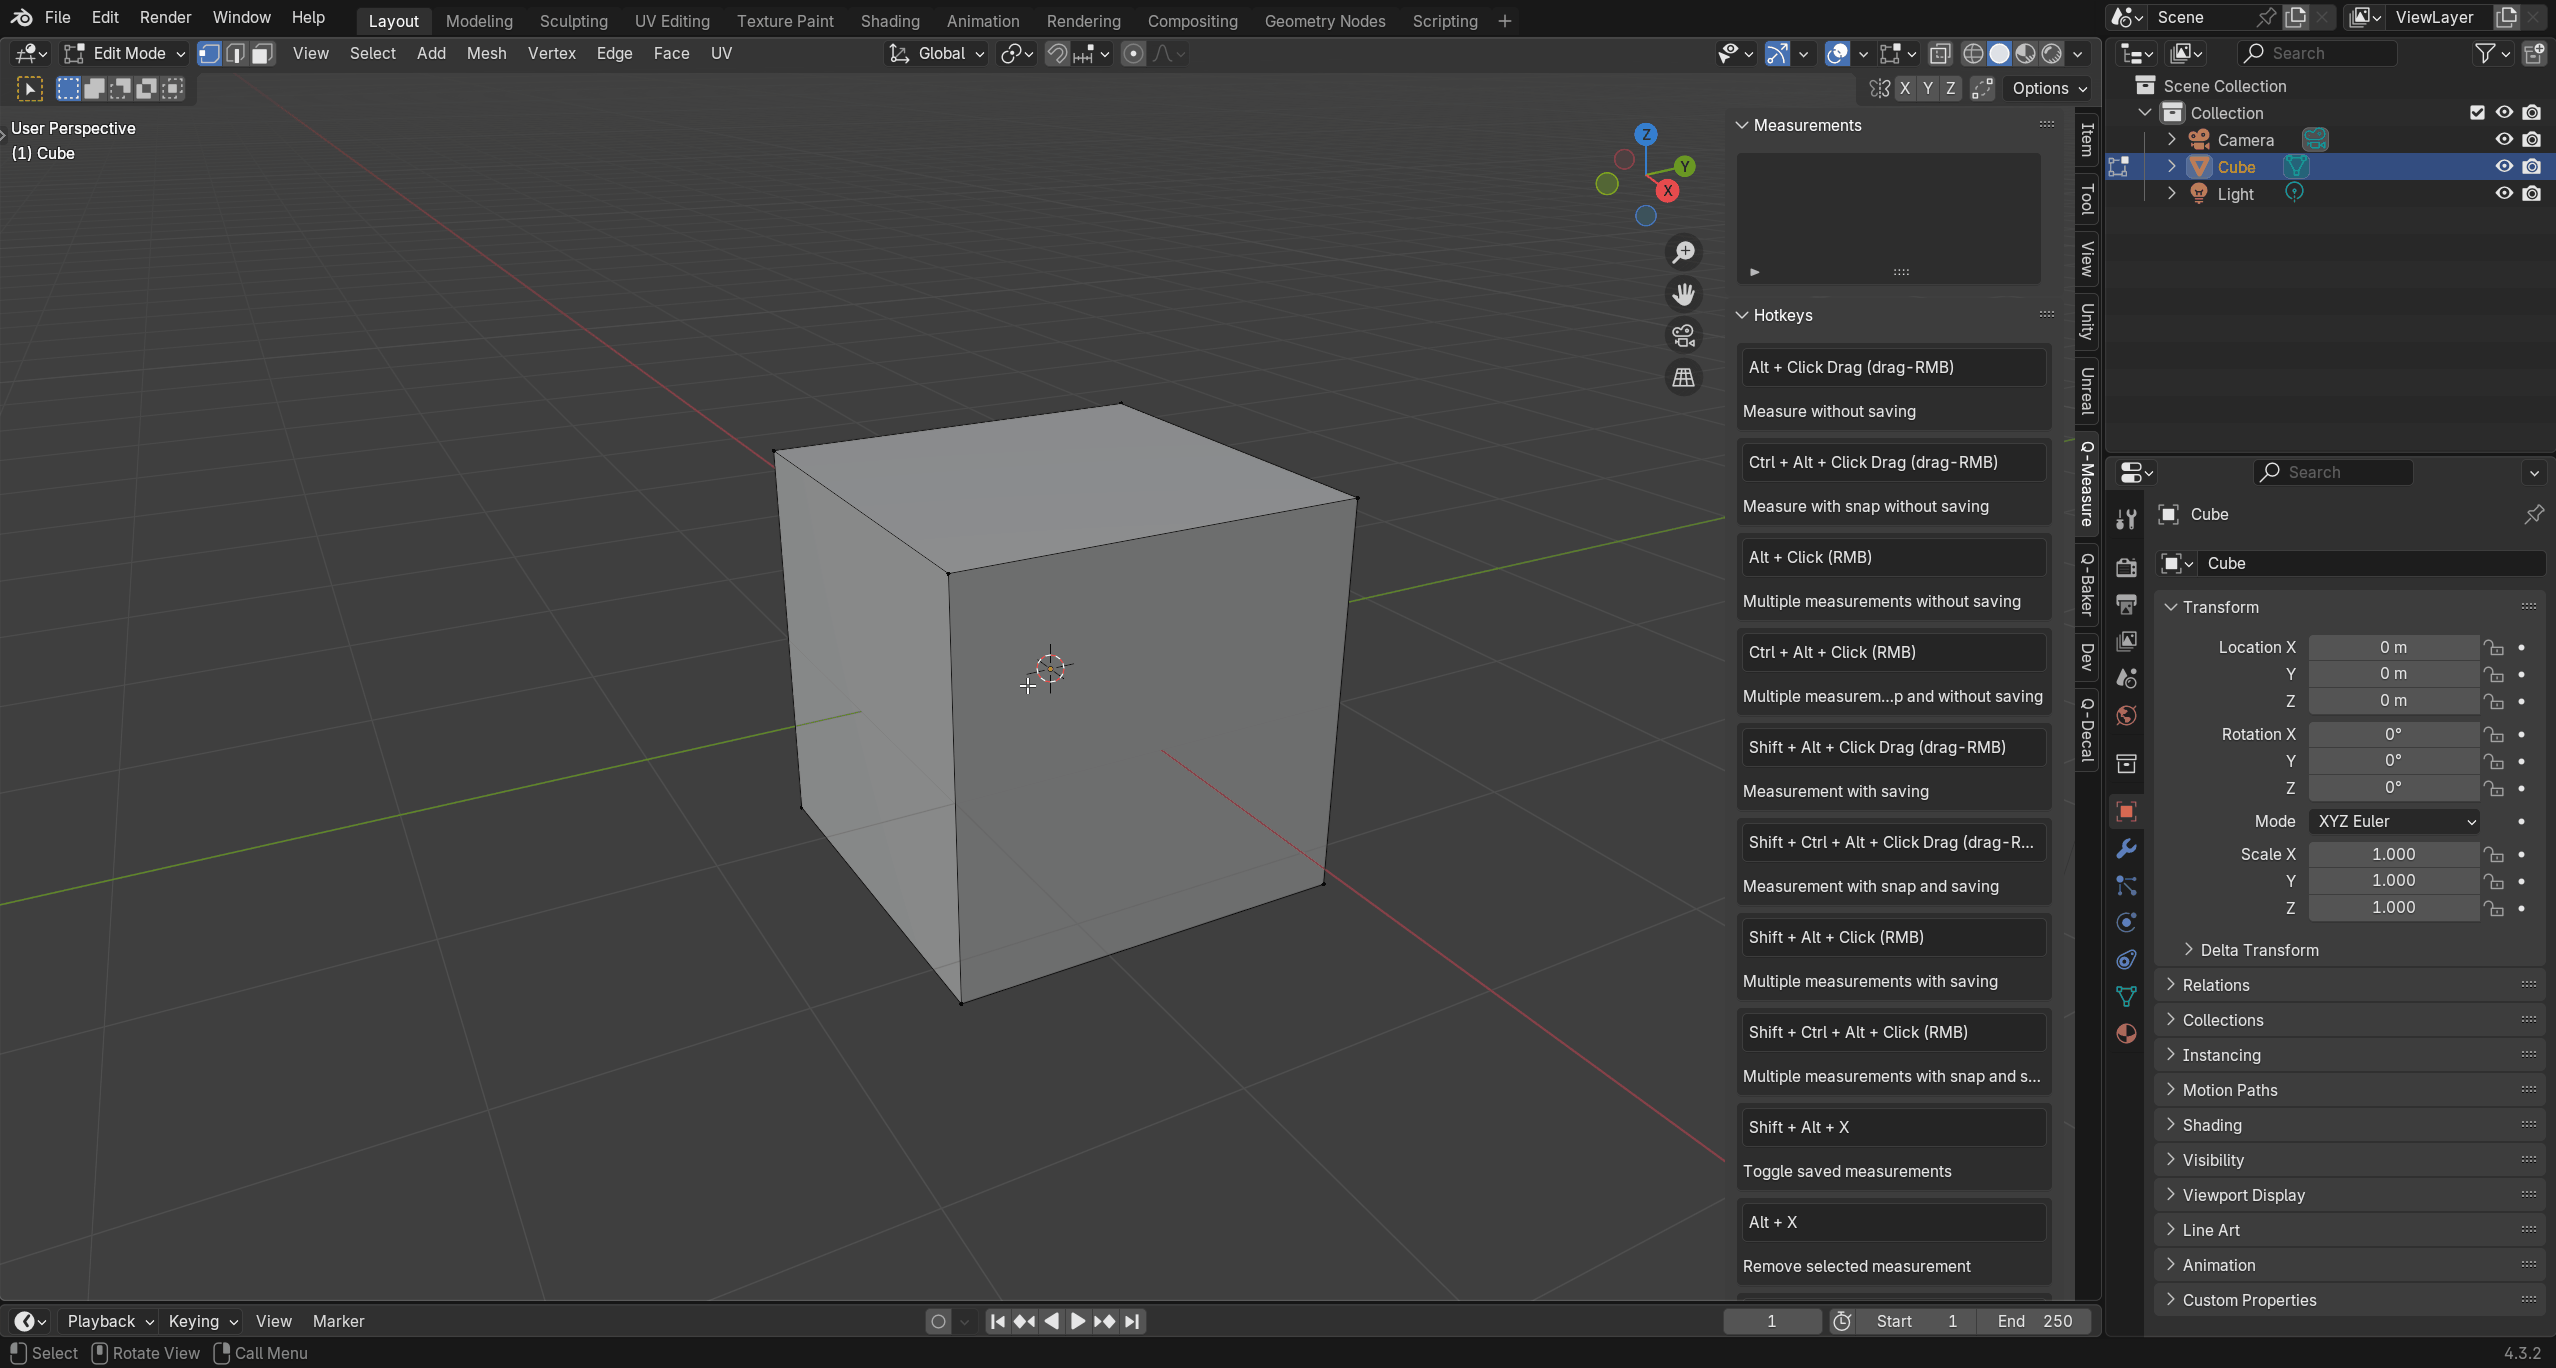 File Edit Render Window Help Layout Modeling Sculpting UV Editing Texture Paint Shading Animation Rendering Compositing Geometry Nodes Scripting + Scene ViewLayer
Edit Mode View Select Add Mesh Vertex Edge Face UV Global Search
X Y Z Options
User Perspective
(1) Cube
Z
Y
X
Measurements
Hotkeys
Alt + Click Drag (drag-RMB)
Measure without saving
Ctrl + Alt + Click Drag (drag-RMB)
Measure with snap without saving
Alt + Click (RMB)
Multiple measurements without saving
Ctrl + Alt + Click (RMB)
Multiple measurem...p and without saving
Shift + Alt + Click Drag (drag-RMB)
Measurement with saving
Shift + Ctrl + Alt + Click Drag (drag-R...
Measurement with snap and saving
Shift + Alt + Click (RMB)
Multiple measurements with saving
Shift + Ctrl + Alt + Click (RMB)
Multiple measurements with snap and s...
Shift + Alt + X
Toggle saved measurements
Alt + X
Remove selected measurement
Item
Tool
View
Unity
Unreal
Q-Measure
Q-Baker
Dev
Q-Decal
Scene Collection
Collection
Camera
Cube
Light
Search
Cube
Cube
Transform
Location X 0 m
Y 0 m
Z 0 m
Rotation X 0°
Y 0°
Z 0°
Mode XYZ Euler
Scale X 1.000
Y 1.000
Z 1.000
Delta Transform
Relations
Collections
Instancing
Motion Paths
Shading
Visibility
Viewport Display
Line Art
Animation
Custom Properties
Playback Keying View Marker 1 Start 1 End 250
Select Rotate View Call Menu 4.3.2